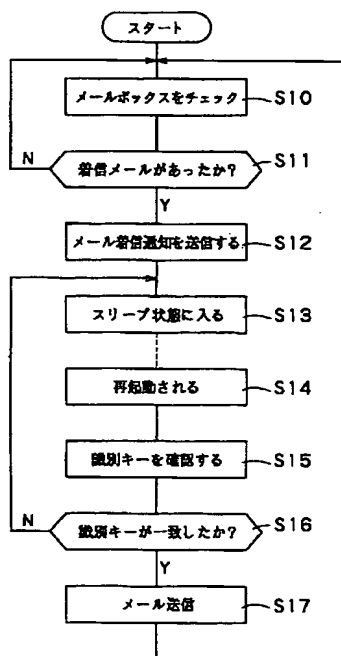 スタート
メールボックスをチェック S10
N
着信メールがあったか? S11
Y
メール着信通知を送信する S12
スリープ状態に入る S13
再起動される S14
識別キーを確認する S15
N
識別キーが一致したか? S16
Y
メール送信 S17